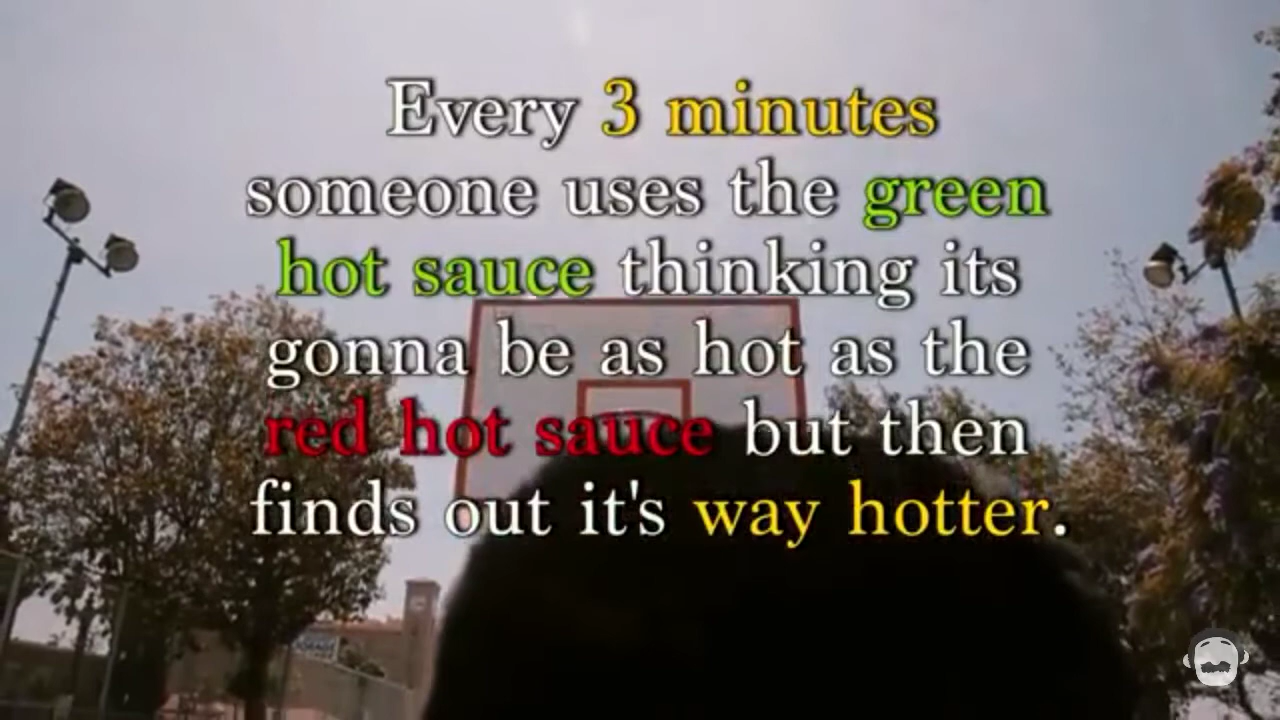 Every 3 minutes
someone uses the green
hot sauce thinking its
gonna be as hot as the
red hot sauce but then
finds out it's way hotter.